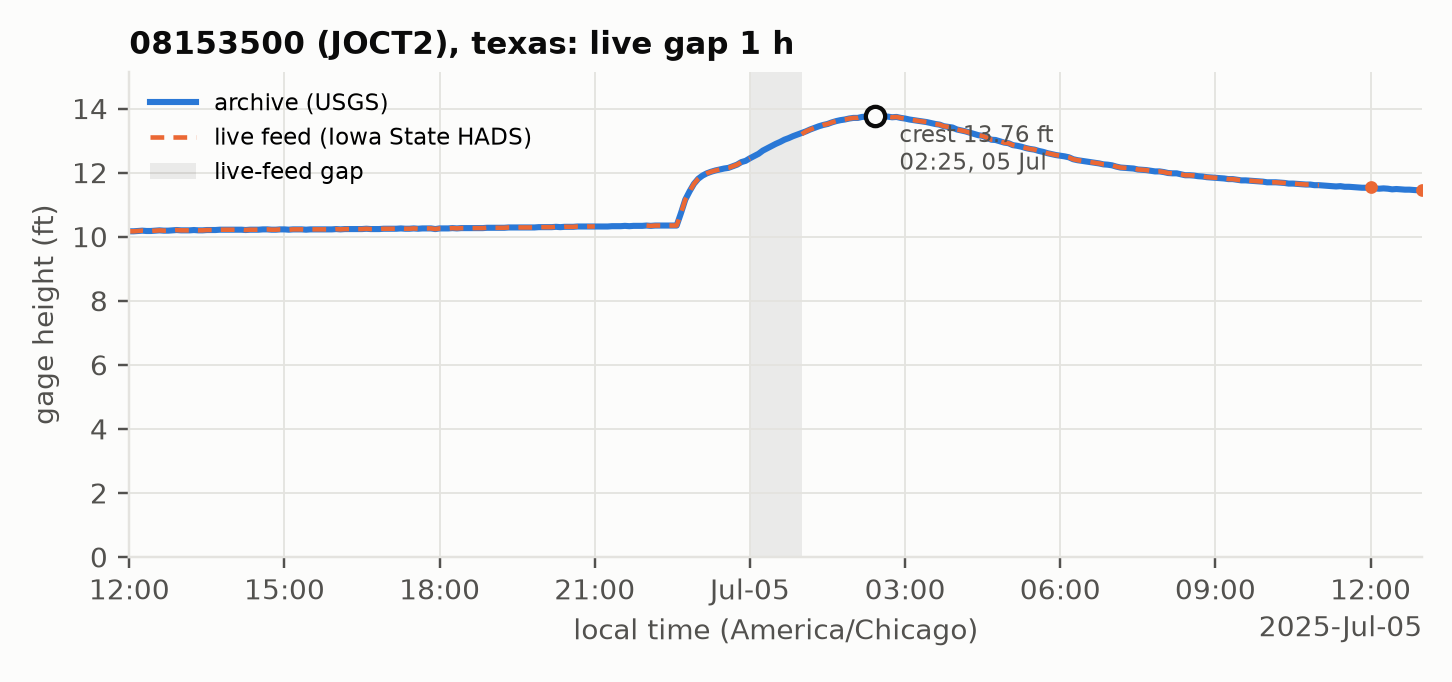 08153500 (JOCT2), texas: live gap 1 h
archive (USGS)
live feed (Iowa State HADS)
live-feed gap
crest 13.76 ft
02:25, 05 Jul
gage height (ft)
14
12
10
8
6
4
2
0
12:00 15:00 18:00 21:00 Jul-05 03:00 06:00 09:00 12:00
local time (America/Chicago)
2025-Jul-05